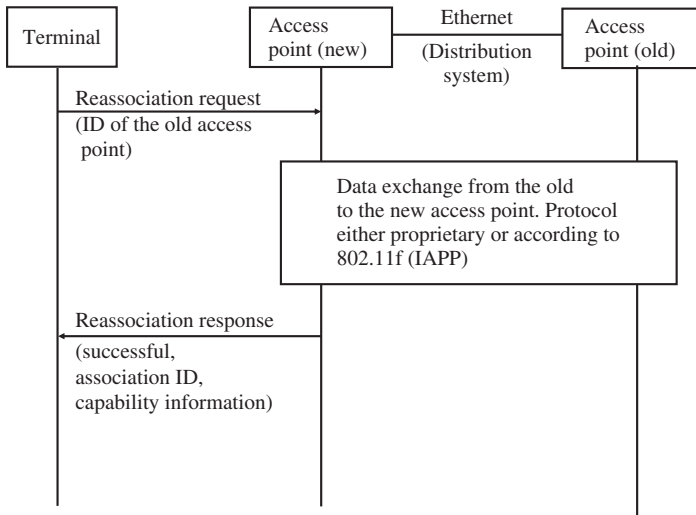 Terminal
Access
point (new)
Ethernet
(Distribution
system)
Access
point (old)
Reassociation request
(ID of the old access
point)
Data exchange from the old
to the new access point. Protocol
either proprietary or according to
802.11f (IAPP)
Reassociation response
(successful,
association ID,
capability information)